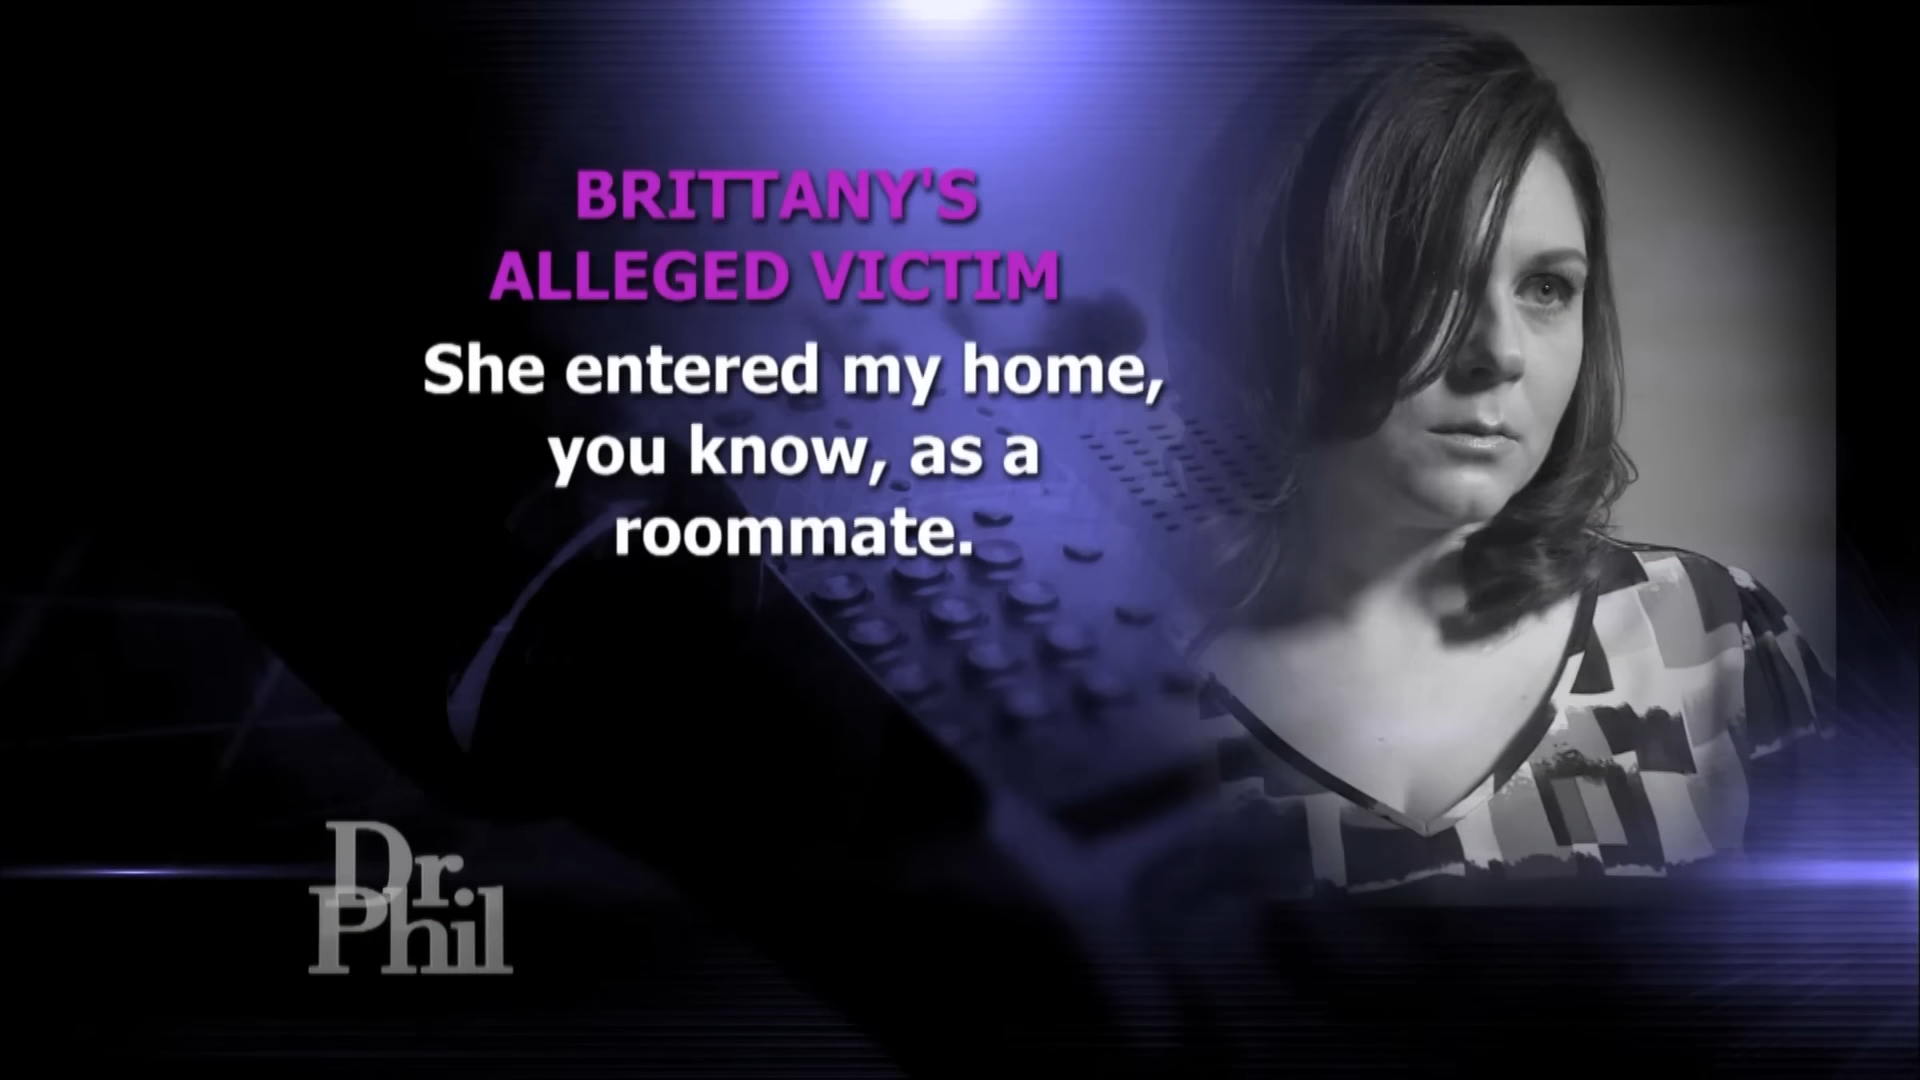 BRITTANY'S
ALLEGED VICTIM
She entered my home,
you know, as a
roommate.
Dr.
Phil